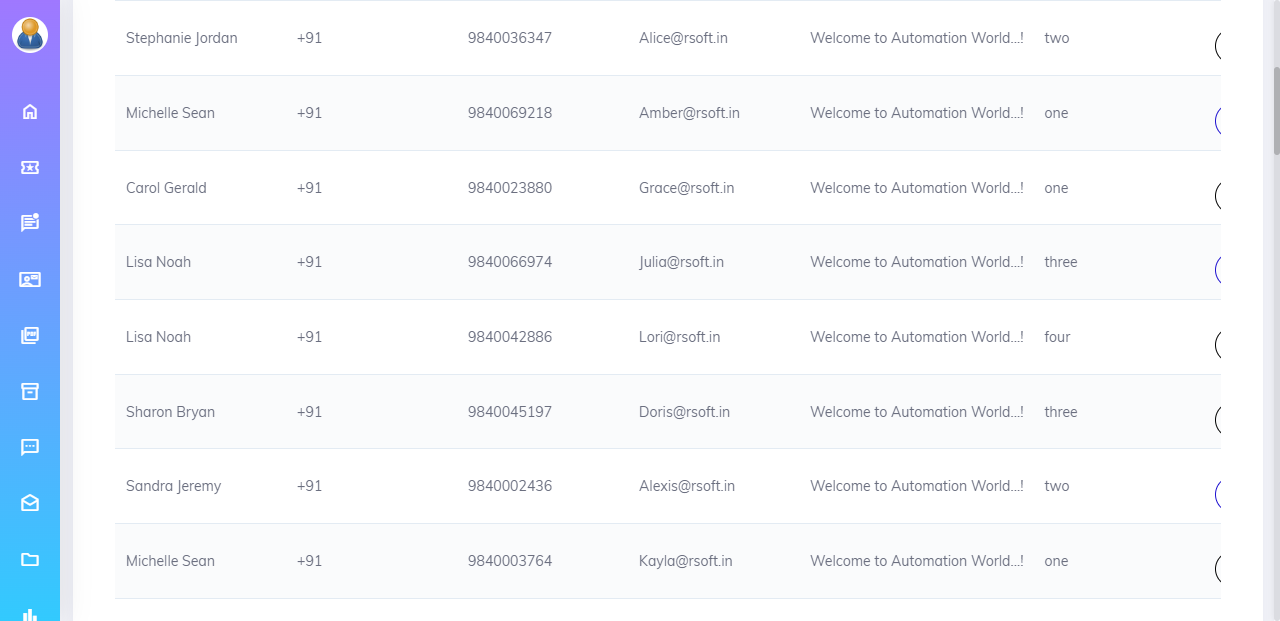 Stephanie Jordan +91 9840036347 Alice@rsoft.in Welcome to Automation World...! two
Michelle Sean +91 9840069218 Amber@rsoft.in Welcome to Automation World...! one
Carol Gerald +91 9840023880 Grace@rsoft.in Welcome to Automation World...! one
Lisa Noah +91 9840066974 Julia@rsoft.in Welcome to Automation World...! three
Lisa Noah +91 9840042886 Lori@rsoft.in Welcome to Automation World...! four
Sharon Bryan +91 9840045197 Doris@rsoft.in Welcome to Automation World...! three
Sandra Jeremy +91 9840002436 Alexis@rsoft.in Welcome to Automation World...! two
Michelle Sean +91 9840003764 Kayla@rsoft.in Welcome to Automation World...! one